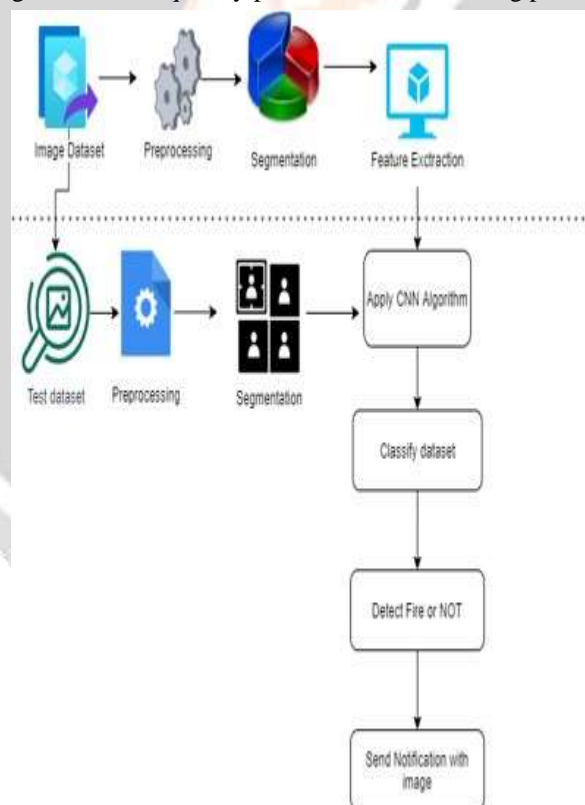 Image Dataset
Preprocessing
Segmentation
Feature Exctraction
Test dataset
Preprocessing
Segmentation
Apply CNN Algorithm
Classify dataset
Detect Fire or NOT
Send Notification with
image